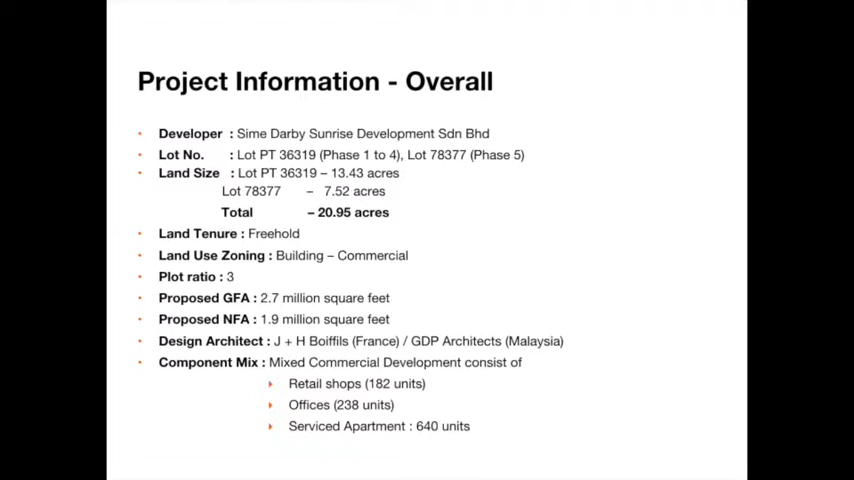 Project Information - Overall
• Developer : Sime Darby Sunrise Development Sdn Bhd
• Lot No. : Lot PT 36319 (Phase 1 to 4), Lot 78377 (Phase 5)
• Land Size : Lot PT 36319 – 13.43 acres
Lot 78377 – 7.52 acres
Total – 20.95 acres
• Land Tenure : Freehold
• Land Use Zoning : Building – Commercial
• Plot ratio : 3
• Proposed GFA : 2.7 million square feet
• Proposed NFA : 1.9 million square feet
• Design Architect : J + H Boiffils (France) / GDP Architects (Malaysia)
• Component Mix : Mixed Commercial Development consist of
Retail shops (182 units)
Offices (238 units)
Serviced Apartment : 640 units